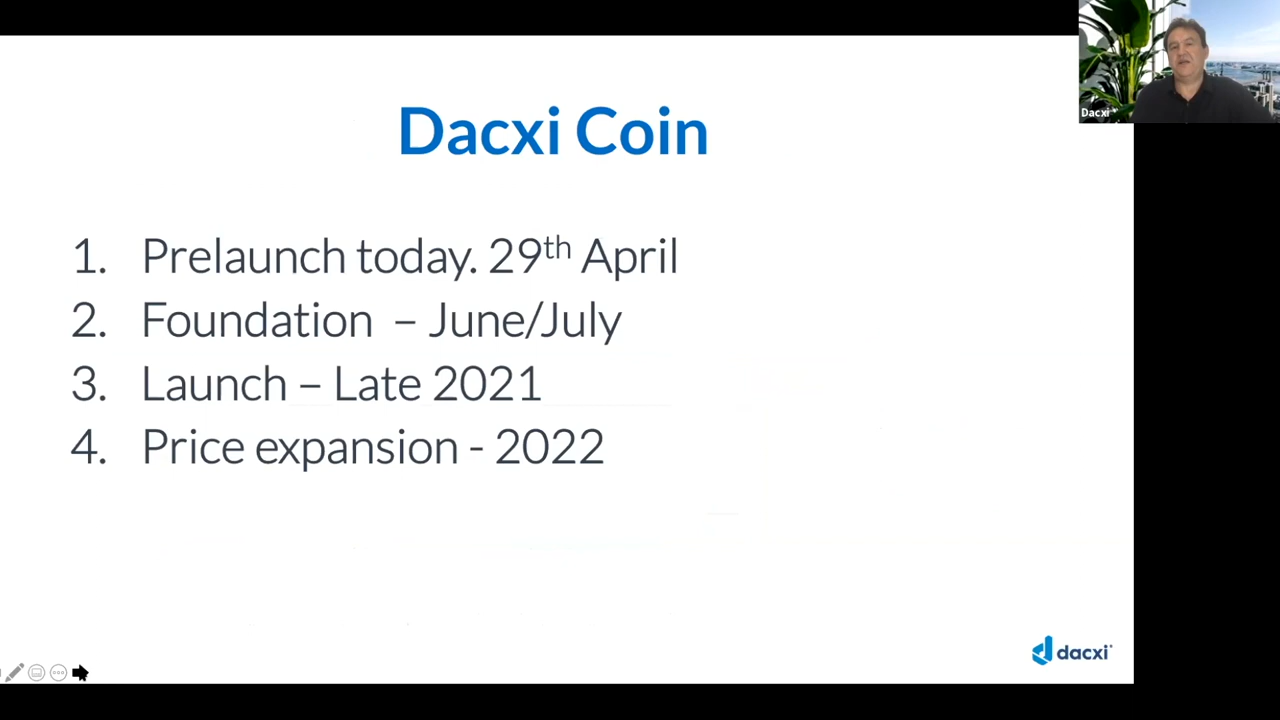 Dacxi
Dacxi Coin
1. Prelaunch today. 29th April
2. Foundation – June/July
3. Launch – Late 2021
4. Price expansion - 2022
dacxi